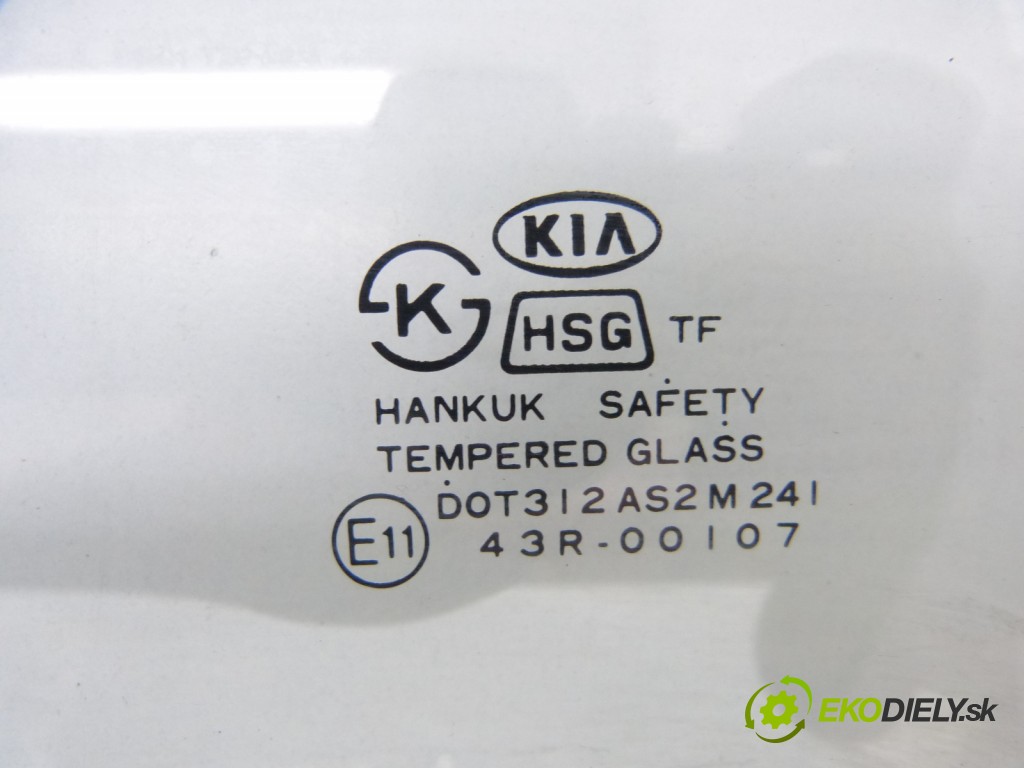 KIA
K
HSG TF
HANKUK SAFETY
TEMPERED GLASS
DOT312AS2M241
E11 43R-00107
EKODIELY.sk